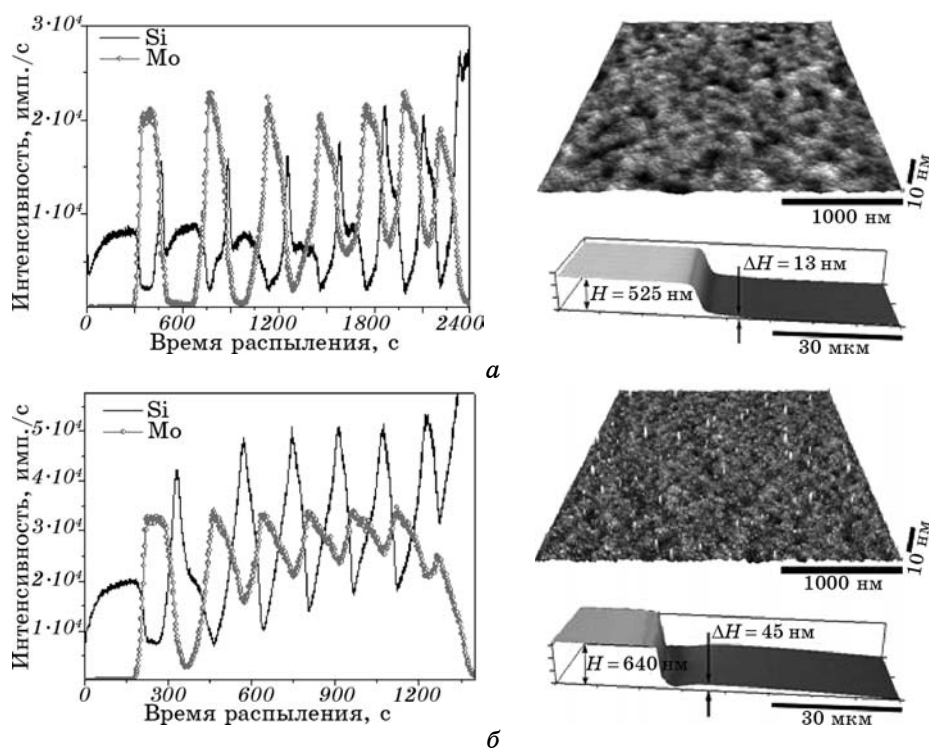 3·10⁴
2·10⁴
1·10⁴
Интенсивность, имп./с
Si
Mo
0 600 1200 1800 2400
Время распыления, с
10 нм
1000 нм
ΔH = 13 нм
H = 525 нм
30 мкм
а
5·10⁴
4·10⁴
3·10⁴
2·10⁴
1·10⁴
Интенсивность, имп./с
Si
Mo
0 300 600 900 1200
Время распыления, с
10 нм
1000 нм
ΔH = 45 нм
H = 640 нм
30 мкм
б